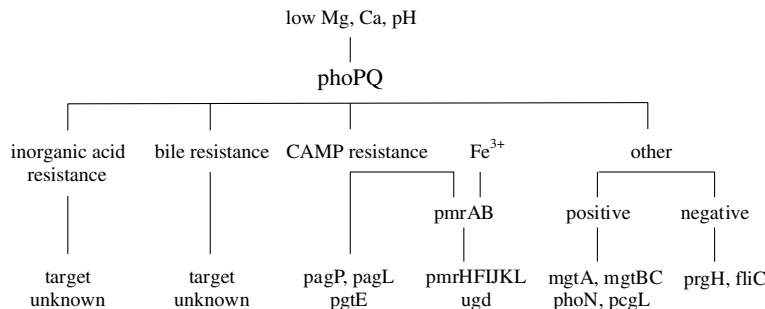 low Mg, Ca, pH
phoPQ
inorganic acid
resistance
bile resistance
CAMP resistance
Fe3+
other
pmrAB
positive
negative
target
unknown
target
unknown
pagP, pagL
pgtE
pmrHFIJKL
ugd
mgtA, mgtBC
phoN, pcgL
prgH, fliC